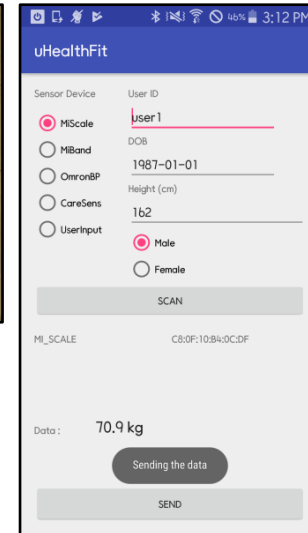 46% 3:12 PM
uHealthFit
Sensor Device
MiScale
MiBand
OmronBP
CareSens
UserInput
User ID
user1
DOB
1987-01-01
Height (cm)
162
Male
Female
SCAN
MI_SCALE C8:0F:10:B4:0C:DF
Data : 70.9 kg
Sending the data
SEND